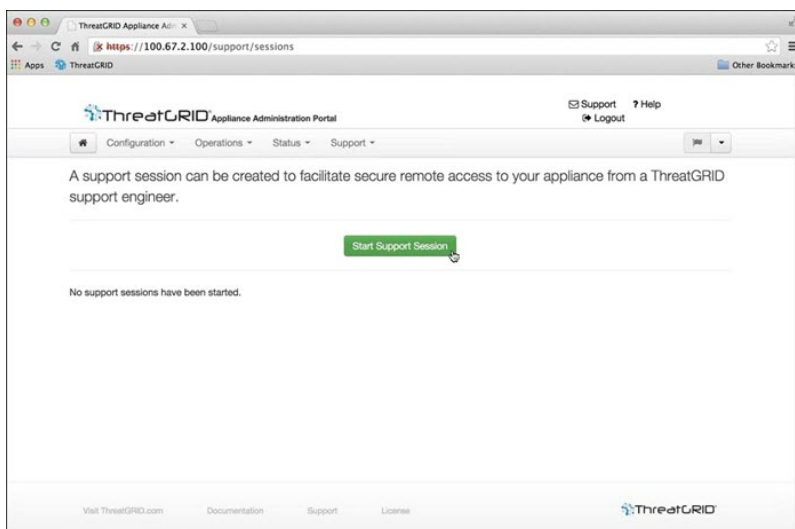 ThreatGRID Appliance Adm
https://100.67.2.100/support/sessions
Apps ThreatGRID Other Bookmark
ThreatGRID Appliance Administration Portal
Support ? Help
Logout
Configuration Operations Status Support
A support session can be created to facilitate secure remote access to your appliance from a ThreatGRID
support engineer.
Start Support Session
No support sessions have been started.
Visit ThreatGRID.com Documentation Support License
ThreatGRID